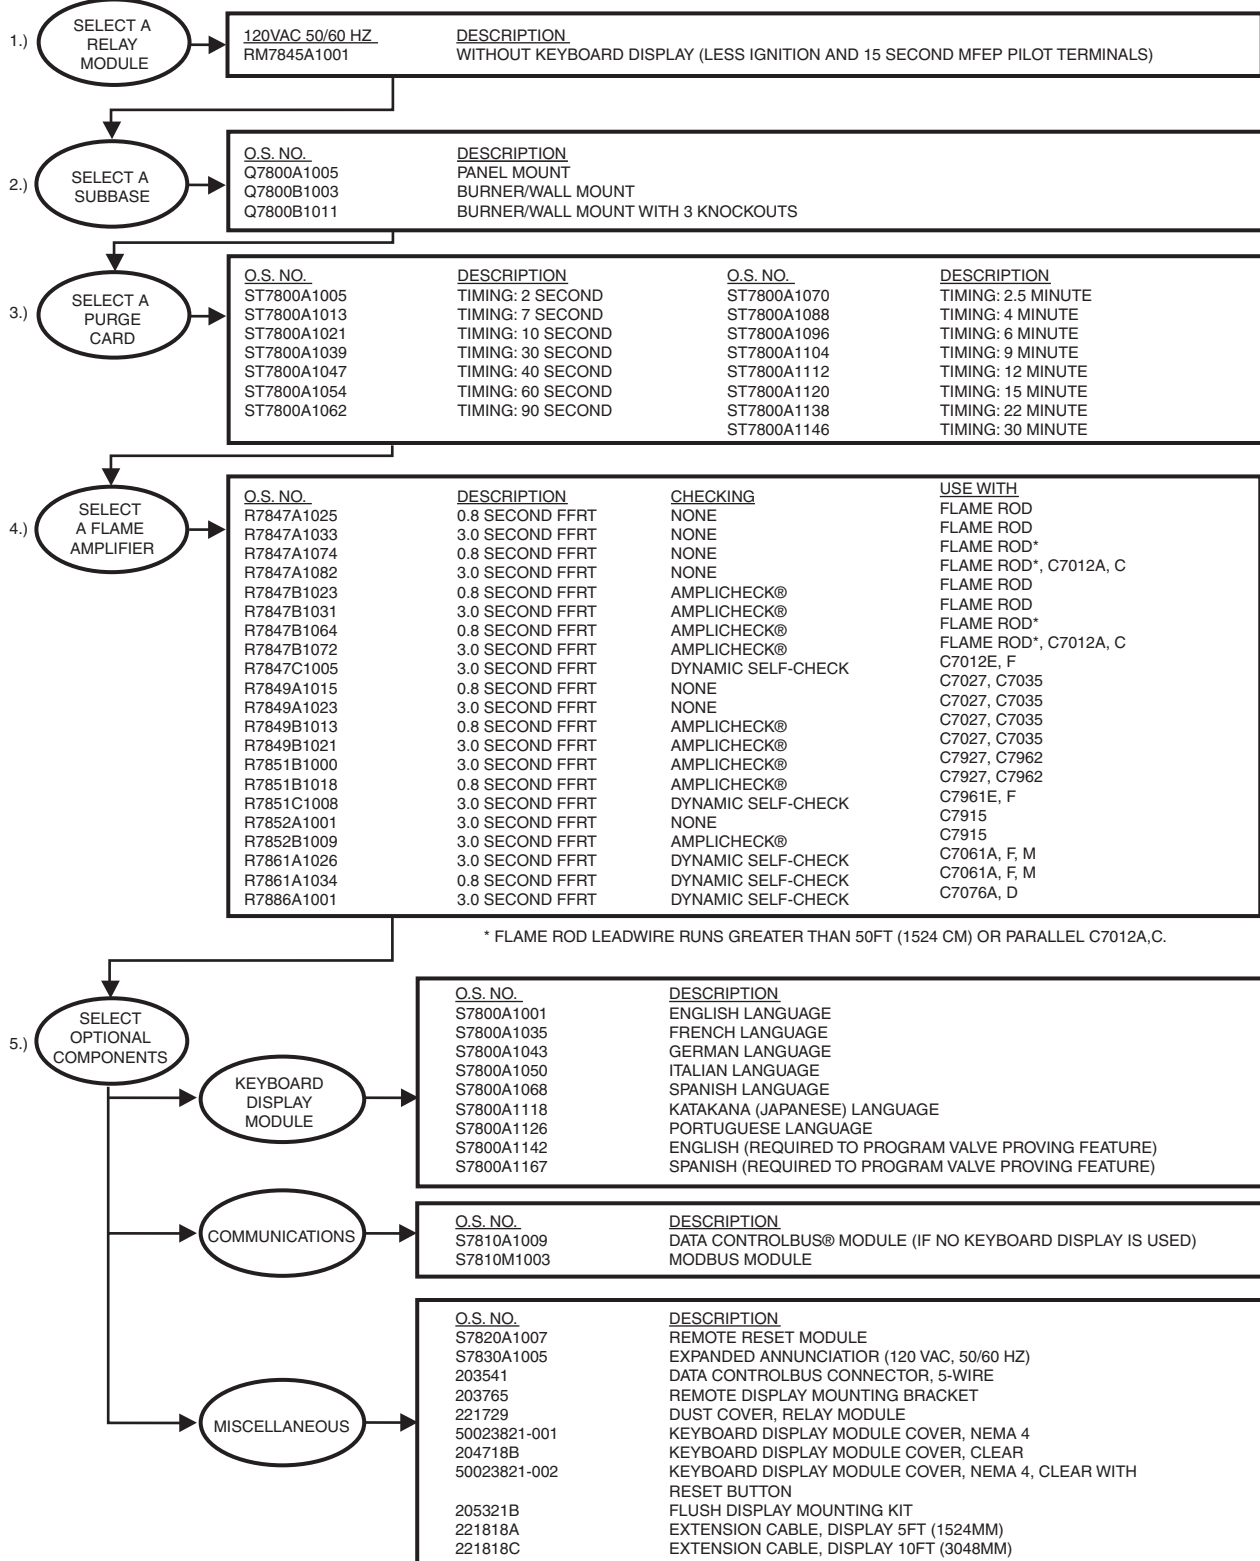 1.)
SELECT A
RELAY
MODULE
120VAC 50/60 HZ DESCRIPTION
RM7845A1001 WITHOUT KEYBOARD DISPLAY (LESS IGNITION AND 15 SECOND MFEP PILOT TERMINALS)
2.)
SELECT A
SUBBASE
O.S. NO. DESCRIPTION
Q7800A1005 PANEL MOUNT
Q7800B1003 BURNER/WALL MOUNT
Q7800B1011 BURNER/WALL MOUNT WITH 3 KNOCKOUTS
3.)
SELECT A
PURGE
CARD
O.S. NO. DESCRIPTION O.S. NO. DESCRIPTION
ST7800A1005 TIMING: 2 SECOND ST7800A1070 TIMING: 2.5 MINUTE
ST7800A1013 TIMING: 7 SECOND ST7800A1088 TIMING: 4 MINUTE
ST7800A1021 TIMING: 10 SECOND ST7800A1096 TIMING: 6 MINUTE
ST7800A1039 TIMING: 30 SECOND ST7800A1104 TIMING: 9 MINUTE
ST7800A1047 TIMING: 40 SECOND ST7800A1112 TIMING: 12 MINUTE
ST7800A1054 TIMING: 60 SECOND ST7800A1120 TIMING: 15 MINUTE
ST7800A1062 TIMING: 90 SECOND ST7800A1138 TIMING: 22 MINUTE
ST7800A1146 TIMING: 30 MINUTE
4.)
SELECT
A FLAME
AMPLIFIER
O.S. NO. DESCRIPTION CHECKING USE WITH
R7847A1025 0.8 SECOND FFRT NONE FLAME ROD
R7847A1033 3.0 SECOND FFRT NONE FLAME ROD
R7847A1074 0.8 SECOND FFRT NONE FLAME ROD*
R7847A1082 3.0 SECOND FFRT NONE FLAME ROD*, C7012A, C
R7847B1023 0.8 SECOND FFRT AMPLICHECK® FLAME ROD
R7847B1031 3.0 SECOND FFRT AMPLICHECK® FLAME ROD
R7847B1064 0.8 SECOND FFRT AMPLICHECK® FLAME ROD*
R7847B1072 3.0 SECOND FFRT AMPLICHECK® FLAME ROD*, C7012A, C
R7847C1005 3.0 SECOND FFRT DYNAMIC SELF-CHECK C7012E, F
R7849A1015 0.8 SECOND FFRT NONE C7027, C7035
R7849A1023 3.0 SECOND FFRT NONE C7027, C7035
R7849B1013 0.8 SECOND FFRT AMPLICHECK® C7027, C7035
R7849B1021 3.0 SECOND FFRT AMPLICHECK® C7027, C7035
R7851B1000 3.0 SECOND FFRT AMPLICHECK® C7927, C7962
R7851B1018 0.8 SECOND FFRT AMPLICHECK® C7927, C7962
R7851C1008 3.0 SECOND FFRT DYNAMIC SELF-CHECK C7961E, F
R7852A1001 3.0 SECOND FFRT NONE C7915
R7852B1009 3.0 SECOND FFRT AMPLICHECK® C7915
R7861A1026 3.0 SECOND FFRT DYNAMIC SELF-CHECK C7061A, F, M
R7861A1034 0.8 SECOND FFRT DYNAMIC SELF-CHECK C7061A, F, M
R7886A1001 3.0 SECOND FFRT DYNAMIC SELF-CHECK C7076A, D
* FLAME ROD LEADWIRE RUNS GREATER THAN 50FT (1524 CM) OR PARALLEL C7012A,C.
5.)
SELECT
OPTIONAL
COMPONENTS
KEYBOARD
DISPLAY
MODULE
O.S. NO. DESCRIPTION
S7800A1001 ENGLISH LANGUAGE
S7800A1035 FRENCH LANGUAGE
S7800A1043 GERMAN LANGUAGE
S7800A1050 ITALIAN LANGUAGE
S7800A1068 SPANISH LANGUAGE
S7800A1118 KATAKANA (JAPANESE) LANGUAGE
S7800A1126 PORTUGUESE LANGUAGE
S7800A1142 ENGLISH (REQUIRED TO PROGRAM VALVE PROVING FEATURE)
S7800A1167 SPANISH (REQUIRED TO PROGRAM VALVE PROVING FEATURE)
COMMUNICATIONS
O.S. NO. DESCRIPTION
S7810A1009 DATA CONTROLBUS® MODULE (IF NO KEYBOARD DISPLAY IS USED)
S7810M1003 MODBUS MODULE
MISCELLANEOUS
O.S. NO. DESCRIPTION
S7820A1007 REMOTE RESET MODULE
S7830A1005 EXPANDED ANNUNCIATIOR (120 VAC, 50/60 HZ)
203541 DATA CONTROLBUS CONNECTOR, 5-WIRE
203765 REMOTE DISPLAY MOUNTING BRACKET
221729 DUST COVER, RELAY MODULE
50023821-001 KEYBOARD DISPLAY MODULE COVER, NEMA 4
204718B KEYBOARD DISPLAY MODULE COVER, CLEAR
50023821-002 KEYBOARD DISPLAY MODULE COVER, NEMA 4, CLEAR WITH
RESET BUTTON
205321B FLUSH DISPLAY MOUNTING KIT
221818A EXTENSION CABLE, DISPLAY 5FT (1524MM)
221818C EXTENSION CABLE, DISPLAY 10FT (3048MM)